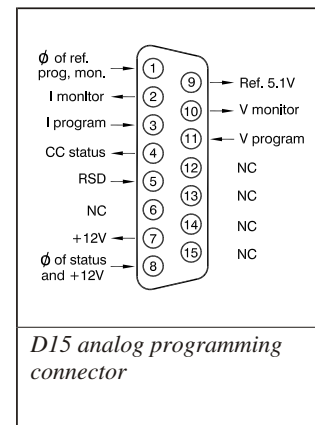 ø of ref.
prog, mon.
1
I monitor
2
I program
3
CC status
4
RSD
5
NC
6
+12V
7
ø of status
and +12V
8
9
Ref. 5.1V
10
V monitor
11
V program
12
NC
13
NC
14
NC
15
NC
D15 analog programming
connector